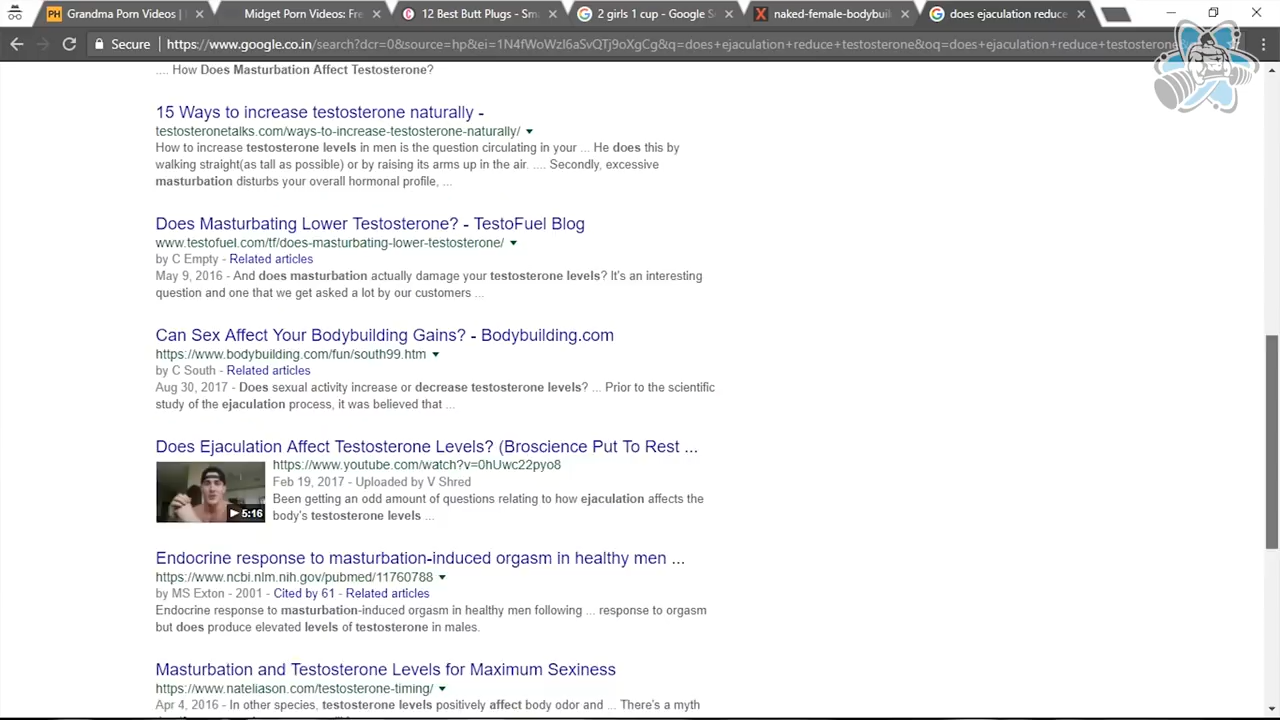 Grandma Porn Videos |
Midget Porn Videos: Fre
12 Best Butt Plugs - Sm
2 girls 1 cup - Google S
naked-female-bodybuil
does ejaculation reduce
Secure
https://www.google.co.in/search?dcr=0&source=hp&ei=1N4fWoWzI6aSvQTj9oXgCg&q=does+ejaculation+reduce+testosterone&oq=does+ejaculation+reduce+testosterone
.... How Does Masturbation Affect Testosterone?
15 Ways to increase testosterone naturally -
testosteronetalks.com/ways-to-increase-testosterone-naturally/
How to increase testosterone levels in men is the question circulating in your ... He does this by
walking straight(as tall as possible) or by raising its arms up in the air. .... Secondly, excessive
masturbation disturbs your overall hormonal profile, ...
Does Masturbating Lower Testosterone? - TestoFuel Blog
www.testofuel.com/tf/does-masturbating-lower-testosterone/
by C Empty - Related articles
May 9, 2016 - And does masturbation actually damage your testosterone levels? It's an interesting
question and one that we get asked a lot by our customers ...
Can Sex Affect Your Bodybuilding Gains? - Bodybuilding.com
https://www.bodybuilding.com/fun/south99.htm
by C South - Related articles
Aug 30, 2017 - Does sexual activity increase or decrease testosterone levels? ... Prior to the scientific
study of the ejaculation process, it was believed that ...
Does Ejaculation Affect Testosterone Levels? (Broscience Put To Rest ...
https://www.youtube.com/watch?v=0hUwc22pyo8
Feb 19, 2017 - Uploaded by V Shred
Been getting an odd amount of questions relating to how ejaculation affects the
body's testosterone levels ...
5:16
Endocrine response to masturbation-induced orgasm in healthy men ...
https://www.ncbi.nlm.nih.gov/pubmed/11760788
by MS Exton - 2001 - Cited by 61 - Related articles
Endocrine response to masturbation-induced orgasm in healthy men following ... response to orgasm
but does produce elevated levels of testosterone in males.
Masturbation and Testosterone Levels for Maximum Sexiness
https://www.nateliason.com/testosterone-timing/
Apr 4, 2016 - In other species, testosterone levels positively affect body odor and ... There's a myth